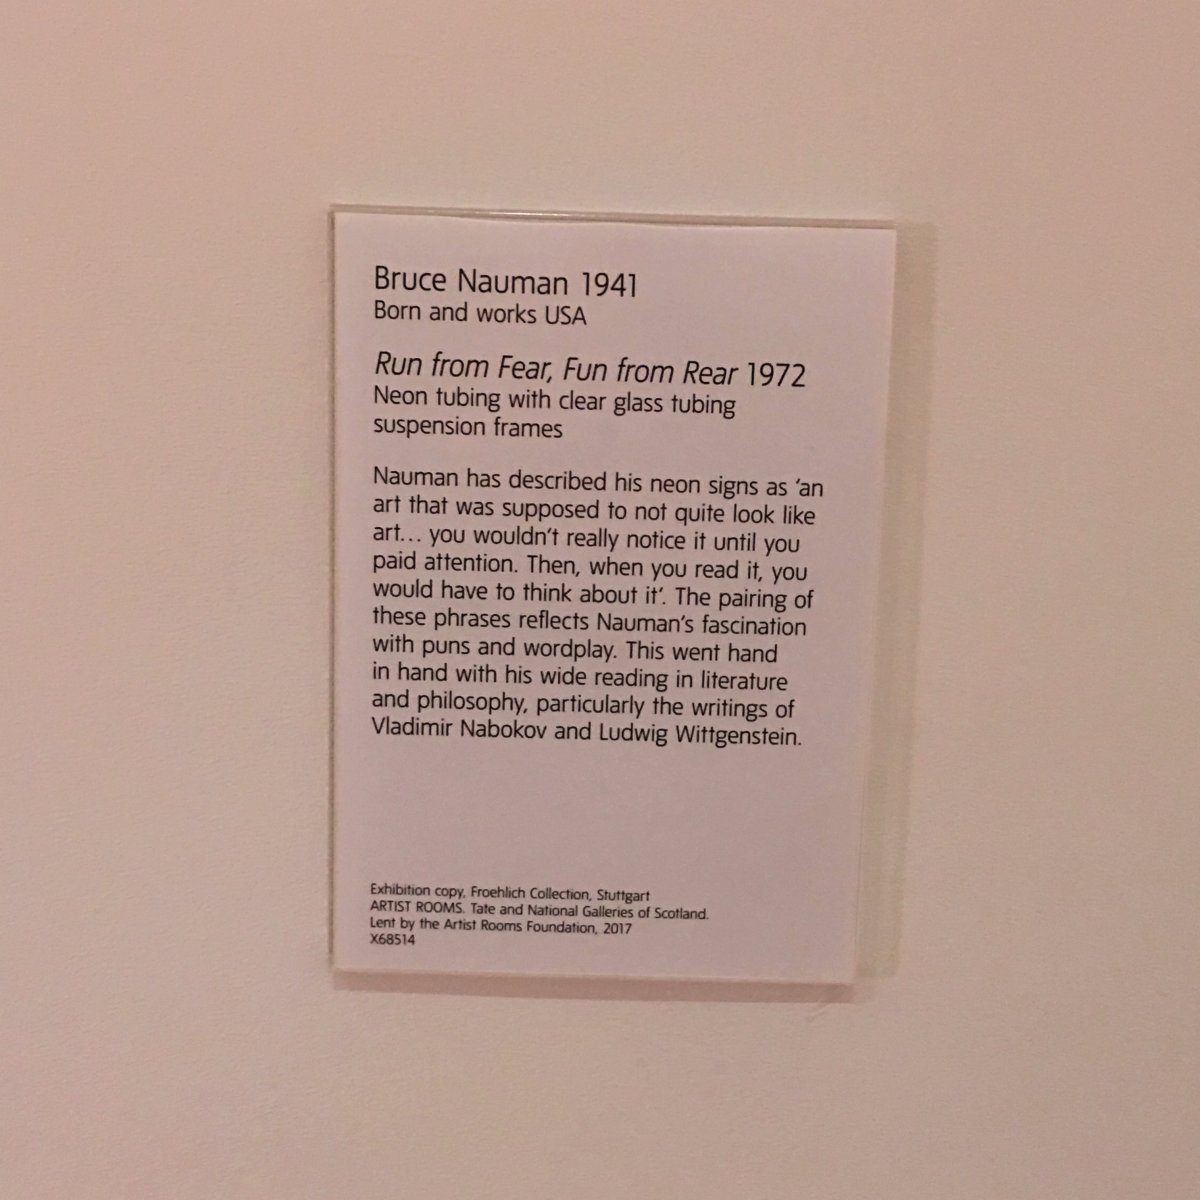 Bruce Nauman 1941
Born and works USA
Run from Fear, Fun from Rear 1972
Neon tubing with clear glass tubing
suspension frames
Nauman has described his neon signs as ‘an
art that was supposed to not quite look like
art… you wouldn’t really notice it until you
paid attention. Then, when you read it, you
would have to think about it’. The pairing of
these phrases reflects Nauman’s fascination
with puns and wordplay. This went hand
in hand with his wide reading in literature
and philosophy, particularly the writings of
Vladimir Nabokov and Ludwig Wittgenstein.
Exhibition copy, Froehlich Collection, Stuttgart
ARTIST ROOMS. Tate and National Galleries of Scotland.
Lent by the Artist Rooms Foundation, 2017
X68514